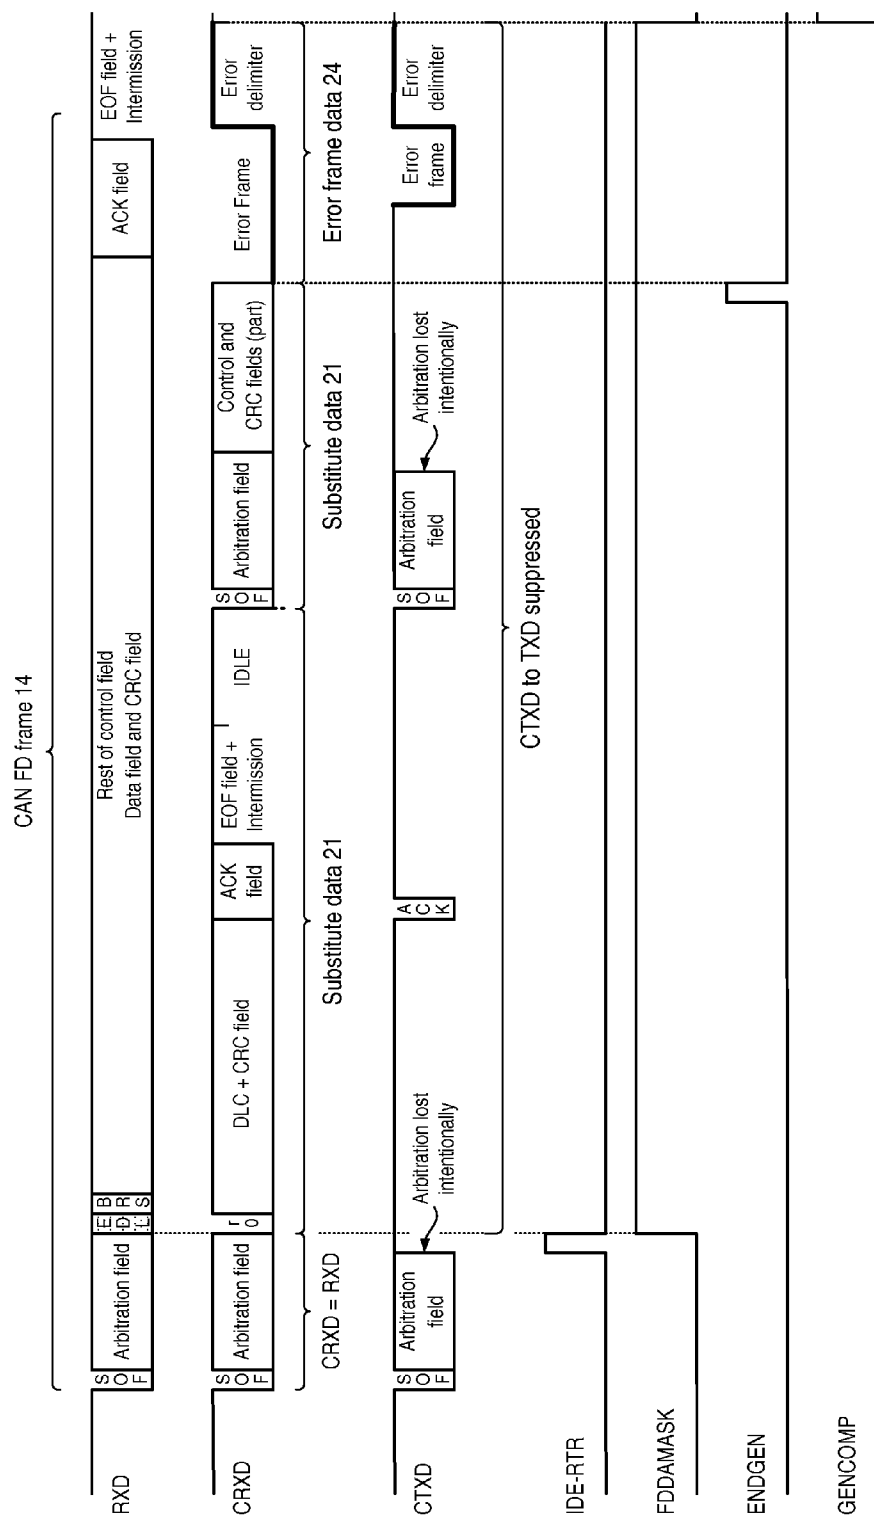 CAN FD frame 14
RXD
S
O
F
Arbitration field
E
D
L
B
R
S
Rest of control field
Data field and CRC field
ACK field
EOF field +
Intermission
CRXD
S
O
F
Arbitration field
r
0
DLC + CRC field
ACK
field
EOF field +
Intermission
IDLE
S
O
F
Arbitration field
Control and
CRC fields (part)
Error Frame
Error
delimiter
CRXD = RXD
Substitute data 21
Substitute data 21
Error frame data 24
CTXD
S
O
F
Arbitration
field
Arbitration lost
intentionally
A
C
K
S
O
F
Arbitration
field
Arbitration lost
intentionally
Error
frame
Error
delimiter
CTXD to TXD suppressed
IDE-RTR
FDDAMASK
ENDGEN
GENCOMP